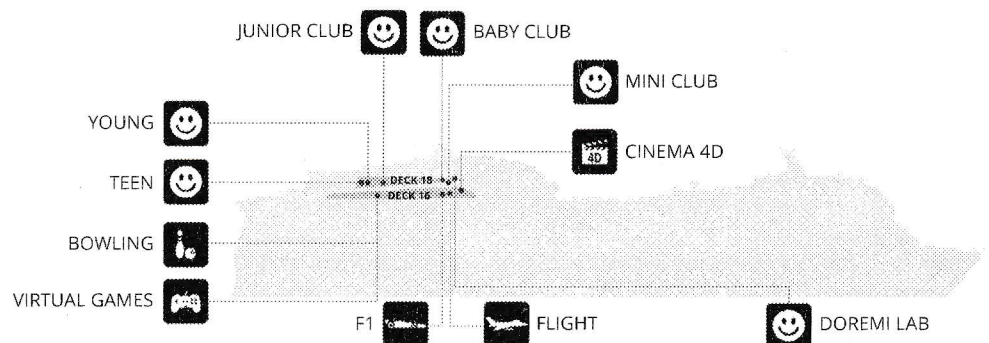 JUNIOR CLUB
BABY CLUB
MINI CLUB
YOUNG
CINEMA 4D
4D
TEEN
DECK 18
DECK 16
BOWLING
VIRTUAL GAMES
F1
FLIGHT
DOREMI LAB